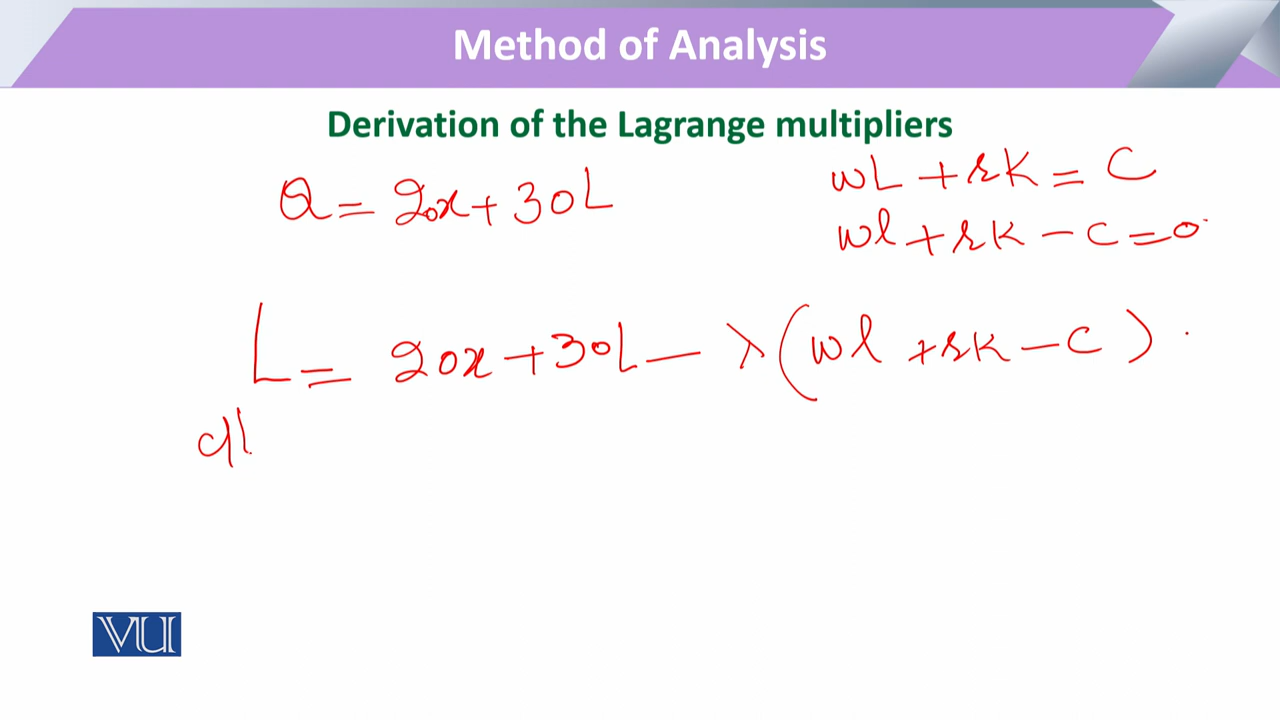 Method of Analysis
Derivation of the Lagrange multipliers
Q = 20x + 30L
wL + rK = C
wl + rK - C = 0
L = 20x + 30L - λ(wl + rK - C)
dl
VU